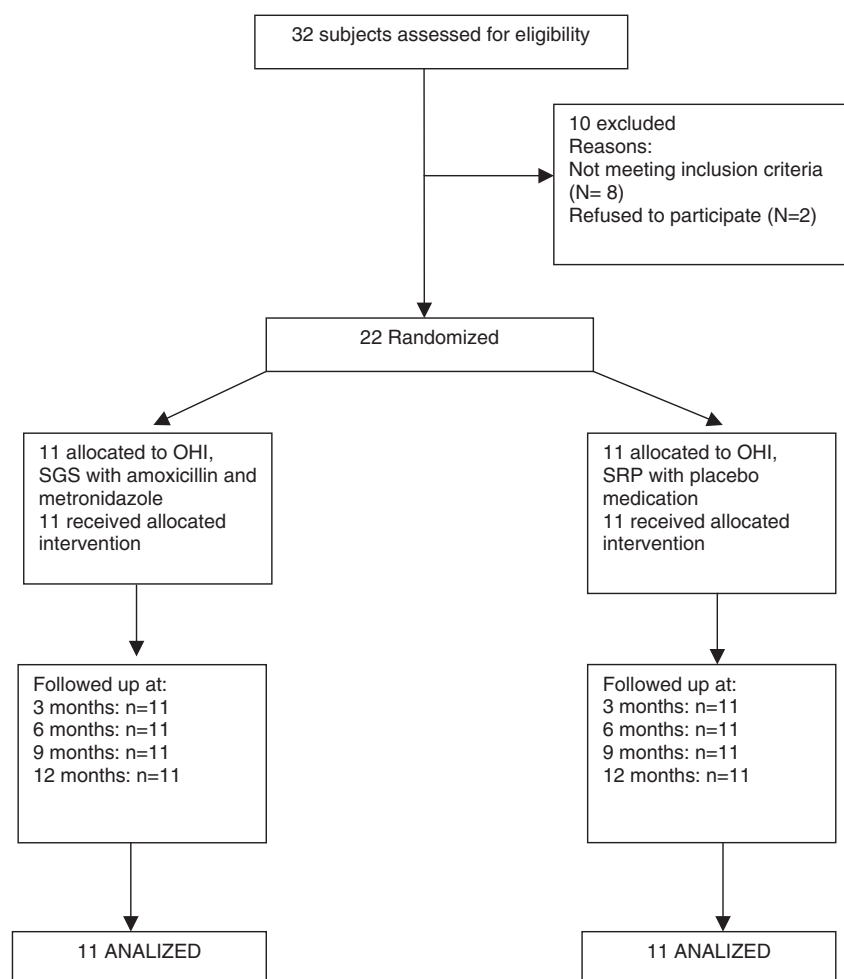 32 subjects assessed for eligibility
10 excluded
Reasons:
Not meeting inclusion criteria
(N= 8)
Refused to participate (N=2)
22 Randomized
11 allocated to OHI,
SGS with amoxicillin and
metronidazole
11 received allocated
intervention
11 allocated to OHI,
SRP with placebo
medication
11 received allocated
intervention
Followed up at:
3 months: n=11
6 months: n=11
9 months: n=11
12 months: n=11
Followed up at:
3 months: n=11
6 months: n=11
9 months: n=11
12 months: n=11
11 ANALIZED
11 ANALIZED